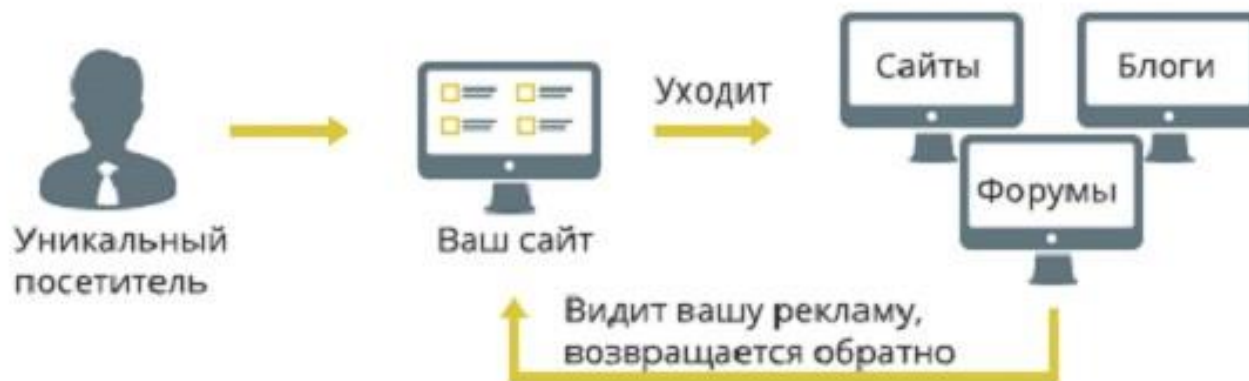 Уникальный
посетитель
Ваш сайт
Уходит
Сайты
Блоги
Форумы
Видит вашу рекламу,
возвращается обратно